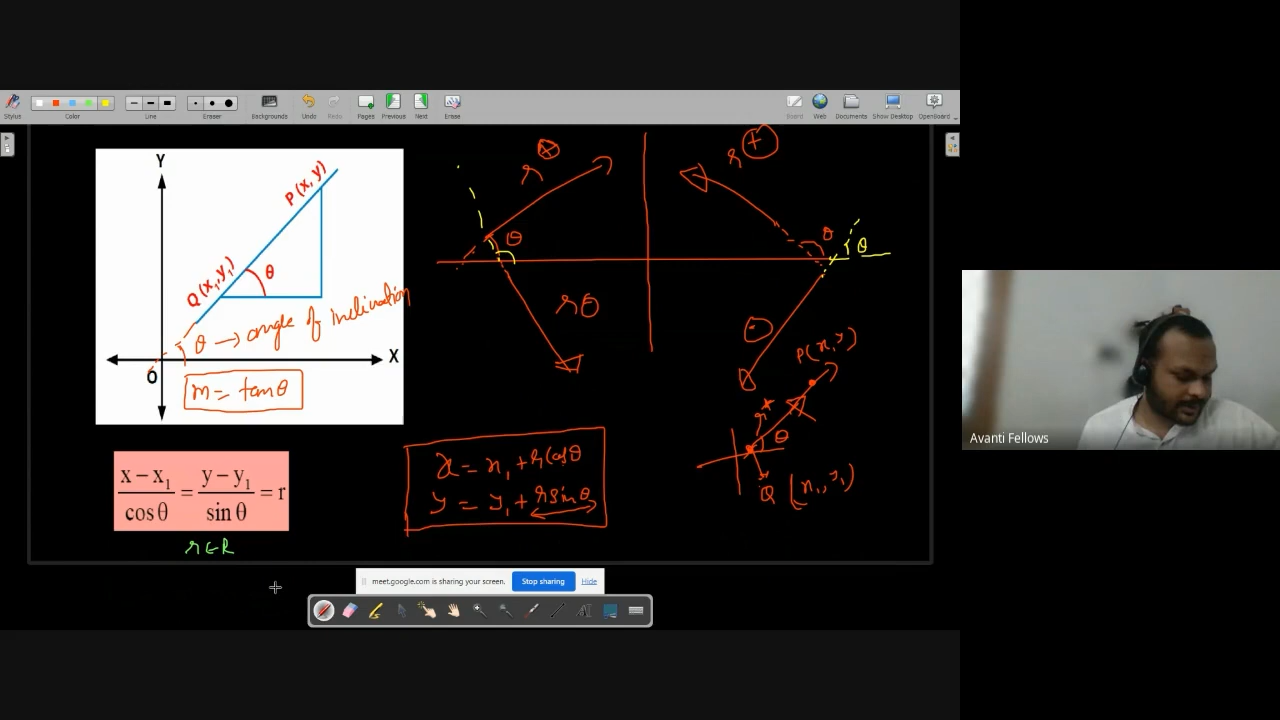 Stylus
Color
Line
Eraser
Backgrounds
Undo
Redo
Pages
Previous
Next
Erase
Board
Web
Documents
Show Desktop
OpenBoard
Y
P(x, y)
Q(x₁, y₁)
θ
θ → angle of inclination
X
O
m = tanθ
r ⊕
θ
r ⊖
r ⊕
θ
θ
⊖
P(x, y)
r
θ
Q (x₁, y₁)
x = x₁ + r cosθ
y = y₁ + r sinθ
x − x₁ / cosθ = y − y₁ / sinθ = r
r ∈ R
Avanti Fellows
meet.google.com is sharing your screen.
Stop sharing
Hide